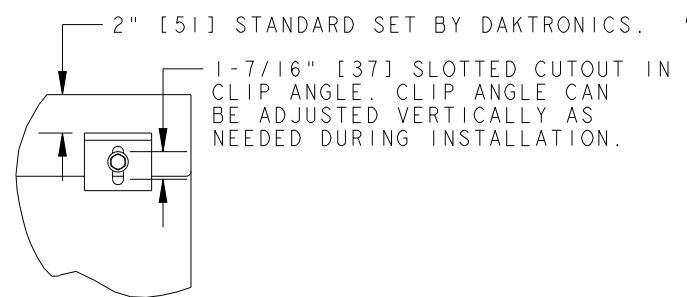 2" [51] STANDARD SET BY DAKTRONICS.
1-7/16" [37] SLOTTED CUTOUT IN
CLIP ANGLE. CLIP ANGLE CAN
BE ADJUSTED VERTICALLY AS
NEEDED DURING INSTALLATION.